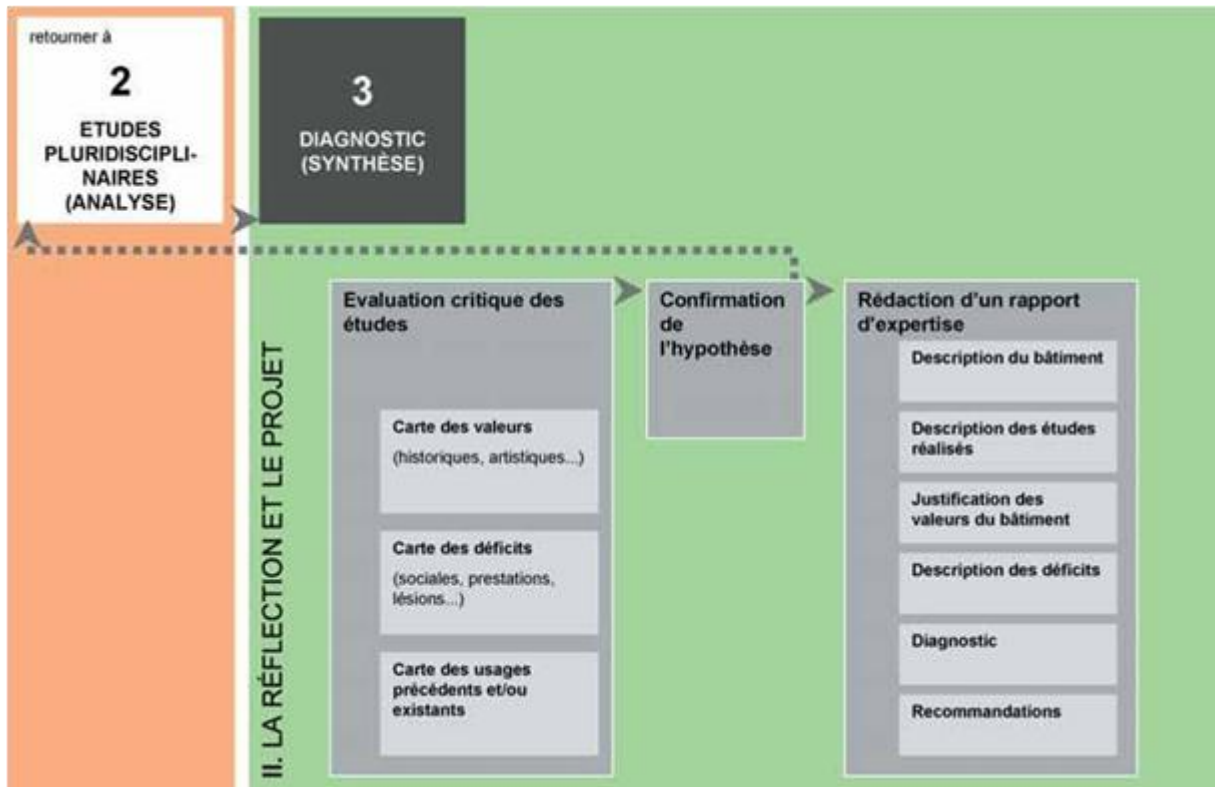 retourner à
2
ETUDES
PLURIDISCIPLI-
NAIRES
(ANALYSE)
3
DIAGNOSTIC
(SYNTHÈSE)
II. LA RÉFLECTION ET LE PROJET
Evaluation critique des
études
Carte des valeurs
(historiques, artistiques...)
Carte des déficits
(sociales, prestations,
lésions...)
Carte des usages
précédents et/ou
existants
Confirmation
de
l'hypothèse
Rédaction d'un rapport
d'expertise
Description du bâtiment
Description des études
réalisés
Justification des
valeurs du bâtiment
Description des déficits
Diagnostic
Recommandations